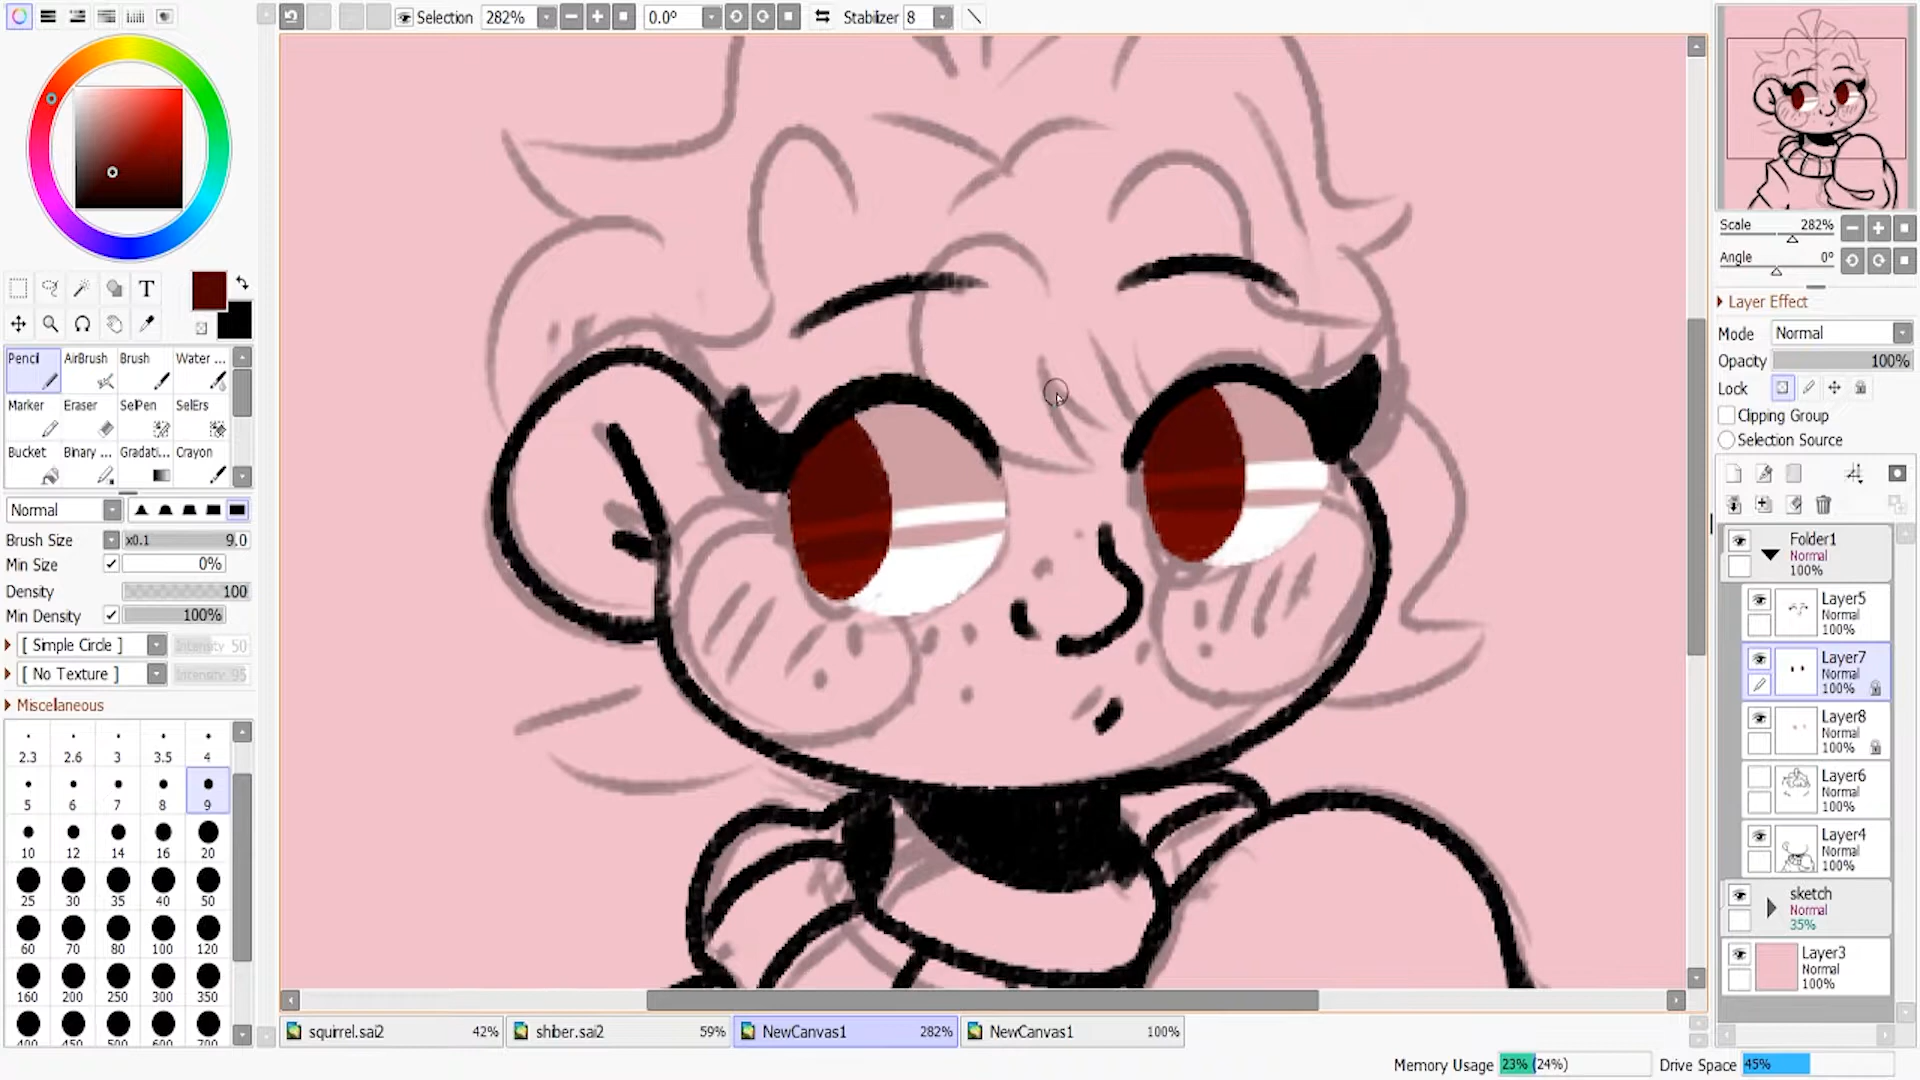 Selection 282% 0.0º Stabilizer 8
T
Pencil AirBrush Brush Water ...
Marker Eraser SelPen SelErs
Bucket Binary ... Gradati... Crayon
Normal
Brush Size x0.1 9.0
Min Size 0%
Density 100
Min Density 100%
[ Simple Circle ] Intensity 50
[ No Texture ] Intensity 95
Miscelaneous
2.3 2.6 3 3.5 4
5 6 7 8 9
10 12 14 16 20
25 30 35 40 50
60 70 80 100 120
160 200 250 300 350
400 450 500 600 700
squirrel.sai2 42%
shiber.sai2 59%
NewCanvas1 282%
NewCanvas1 100%
Scale 282%
Angle 0º
Layer Effect
Mode Normal
Opacity 100%
Lock
Clipping Group
Selection Source
Folder1
Normal
100%
Layer5
Normal
100%
Layer7
Normal
100%
Layer8
Normal
100%
Layer6
Normal
100%
Layer4
Normal
100%
sketch
Normal
35%
Layer3
Normal
100%
Memory Usage 23% (24%) Drive Space 45%